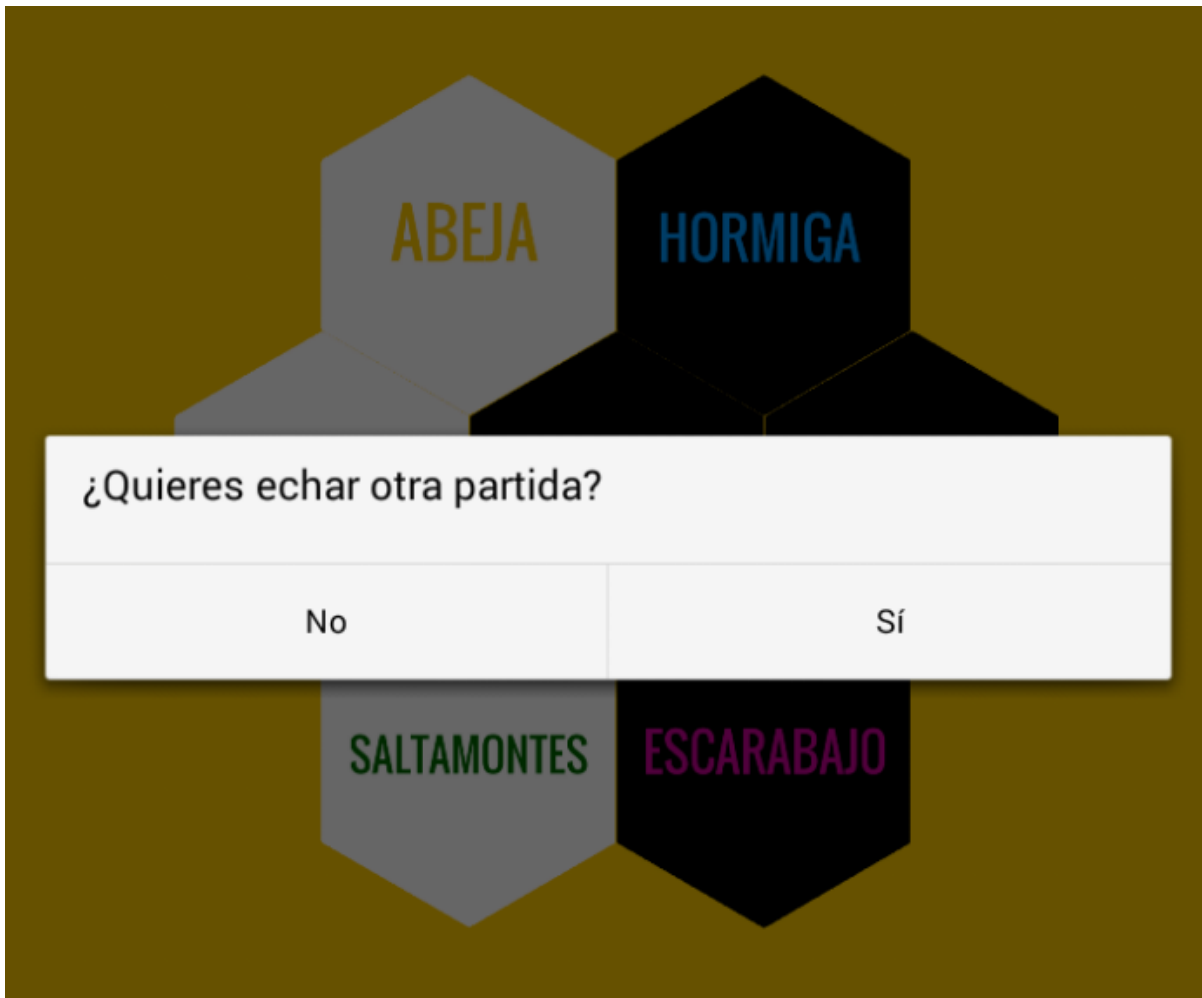 ABEJA
HORMIGA
¿Quieres echar otra partida?
No
Sí
SALTAMONTES
ESCARABAJO